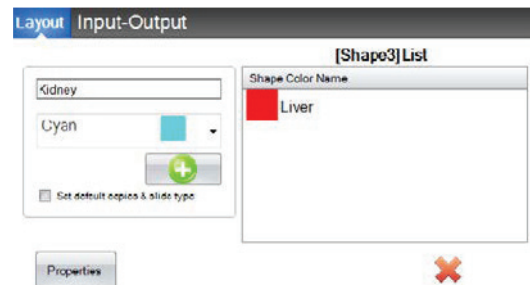 Layout Input-Output
[Shape3]List
Kidney
Shape Color Name
Cyan
Liver
Set default copies & slide type
Properties